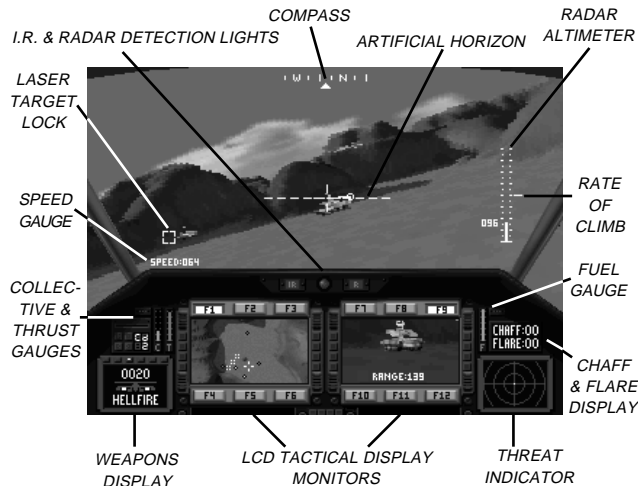 COMPASS
I.R. & RADAR DETECTION LIGHTS
ARTIFICIAL HORIZON
RADAR
ALTIMETER
LASER
TARGET
LOCK
W I N I
SPEED
GAUGE
096
RATE
OF
CLIMB
SPEED:064
FUEL
GAUGE
COLLEC-
TIVE &
THRUST
GAUGES
IR
R
F1 F2 F3
F7 F8 F9
C T
CHAFF:00
FLARE:00
0020
HELLFIRE
RANGE:139
F4 F5 F6
F10 F11 F12
CHAFF
& FLARE
DISPLAY
WEAPONS
DISPLAY
LCD TACTICAL DISPLAY
MONITORS
THREAT
INDICATOR